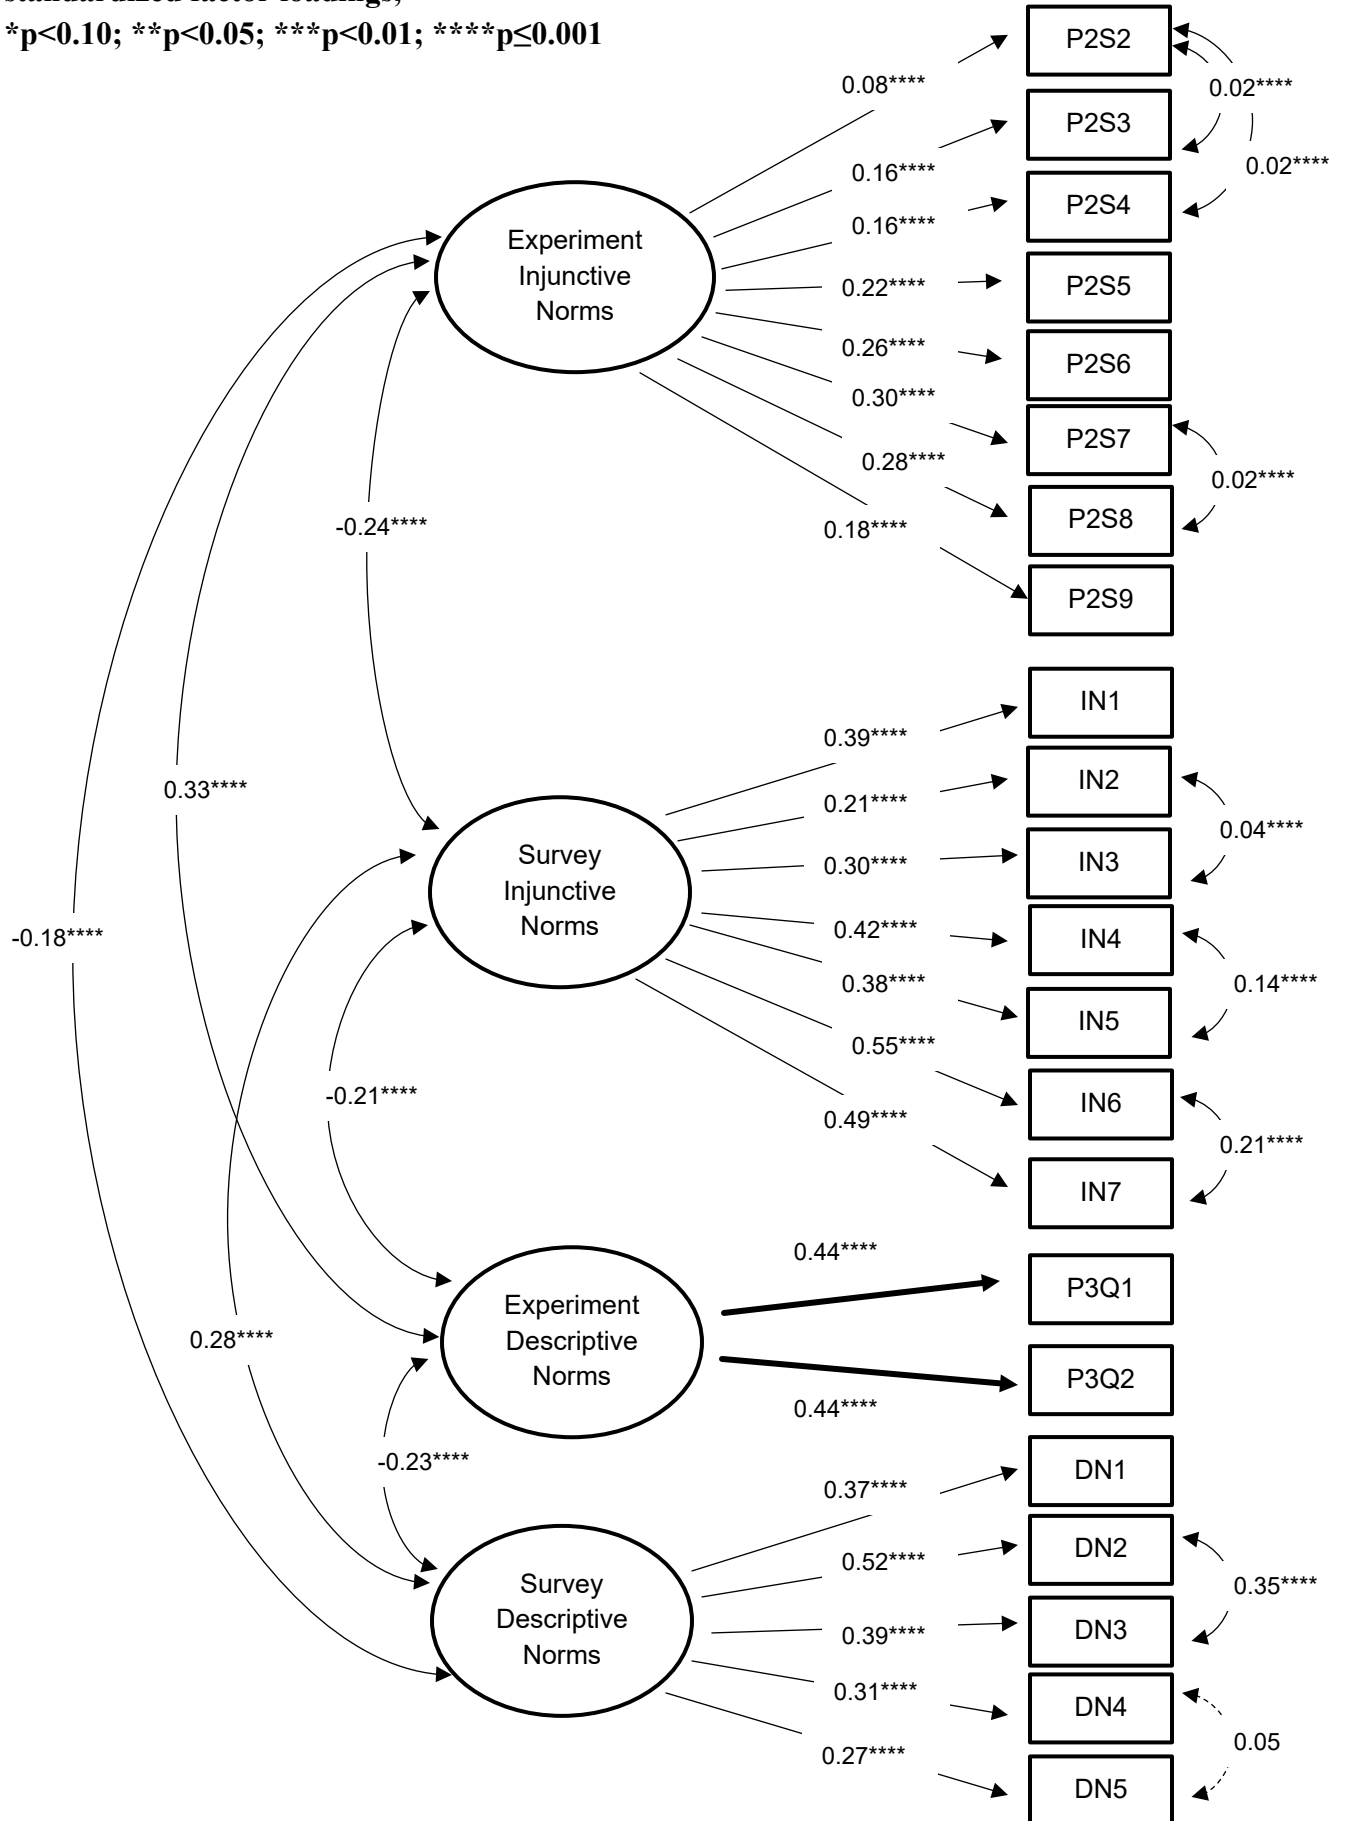 standardized factor loadings;
*p<0.10; **p<0.05; ***p<0.01; ****p≤0.001
P2S2
0.08****
0.02****
P2S3
0.16****
0.02****
P2S4
0.16****
Experiment
Injunctive
Norms
P2S5
0.22****
P2S6
0.26****
0.30****
P2S7
0.28****
0.02****
P2S8
0.18****
-0.24****
P2S9
IN1
0.39****
IN2
0.33****
0.21****
0.04****
Survey
Injunctive
Norms
IN3
0.30****
IN4
0.42****
-0.18****
0.38****
0.14****
IN5
0.55****
-0.21****
IN6
0.49****
0.21****
IN7
0.44****
P3Q1
Experiment
Descriptive
Norms
0.28****
P3Q2
0.44****
-0.23****
DN1
0.37****
DN2
0.52****
0.35****
Survey
Descriptive
Norms
DN3
0.39****
0.31****
DN4
0.05
0.27****
DN5